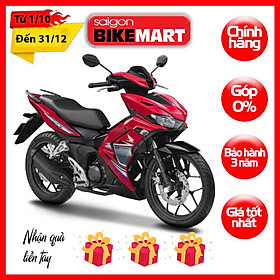 Từ 1/10
Đến 31/12
saigon
BIKEMART
Chính
hãng
Góp
0%
Bảo hành
3 năm
Giá tốt
nhất
Nhận quà
liền tay